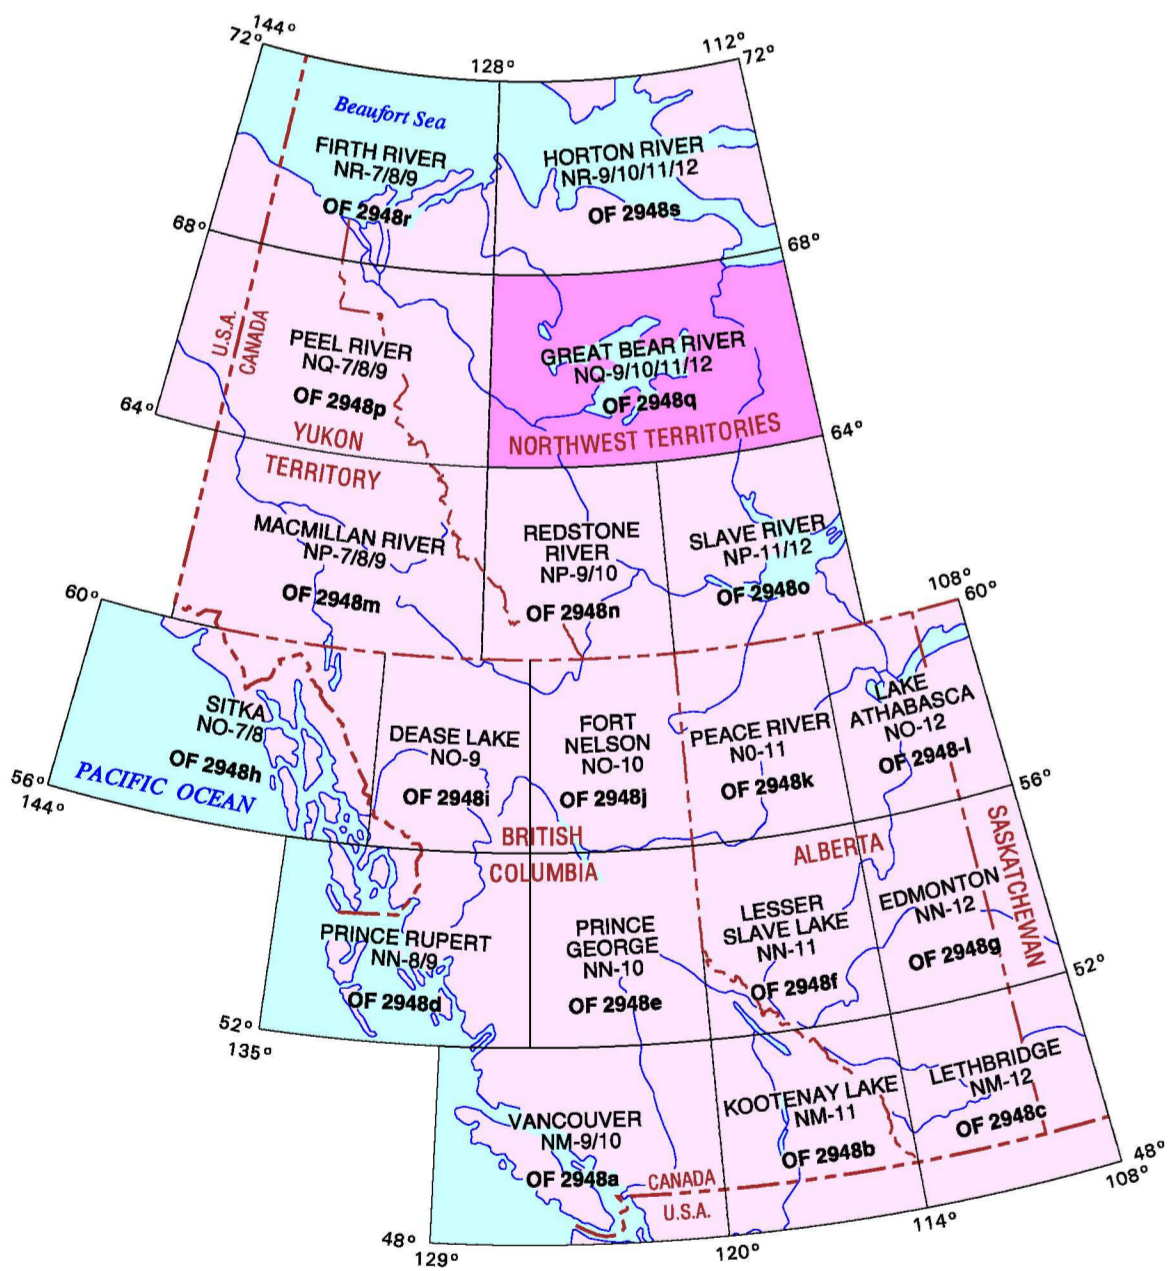 144°
72°
128°
112°
72°
Beaufort Sea
FIRTH RIVER
NR-7/8/9
OF 2948r
HORTON RIVER
NR-9/10/11/12
OF 2948s
68°
68°
U.S.A.
CANADA
PEEL RIVER
NQ-7/8/9
OF 2948p
GREAT BEAR RIVER
NQ-9/10/11/12
OF 2948q
64°
YUKON
NORTHWEST TERRITORIES
64°
TERRITORY
MACMILLAN RIVER
NP-7/8/9
OF 2948m
REDSTONE
RIVER
NP-9/10
OF 2948n
SLAVE RIVER
NP-11/12
OF 2948o
60°
108°
60°
SITKA
NO-7/8
OF 2948h
DEASE LAKE
NO-9
OF 2948i
FORT
NELSON
NO-10
OF 2948j
PEACE RIVER
N0-11
OF 2948k
LAKE
ATHABASCA
NO-12
OF 2948-l
PACIFIC OCEAN
56°
144°
56°
BRITISH
COLUMBIA
ALBERTA
SASKATCHEWAN
PRINCE RUPERT
NN-8/9
OF 2948d
PRINCE
GEORGE
NN-10
OF 2948e
LESSER
SLAVE LAKE
NN-11
OF 2948f
EDMONTON
NN-12
OF 2948g
52°
135°
52°
VANCOUVER
NM-9/10
OF 2948a
KOOTENAY LAKE
NM-11
OF 2948b
LETHBRIDGE
NM-12
OF 2948c
CANADA
U.S.A.
48°
129°
120°
114°
48°
108°